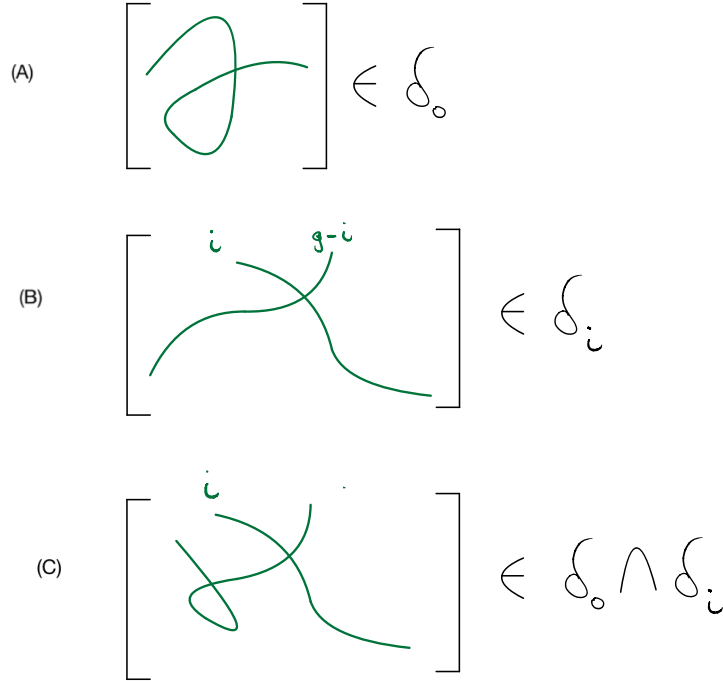 (A) [ ] ∈ δ₀
i g-i
(B) [ ] ∈ δᵢ
i
(C) [ ] ∈ δ₀ ∩ δᵢ